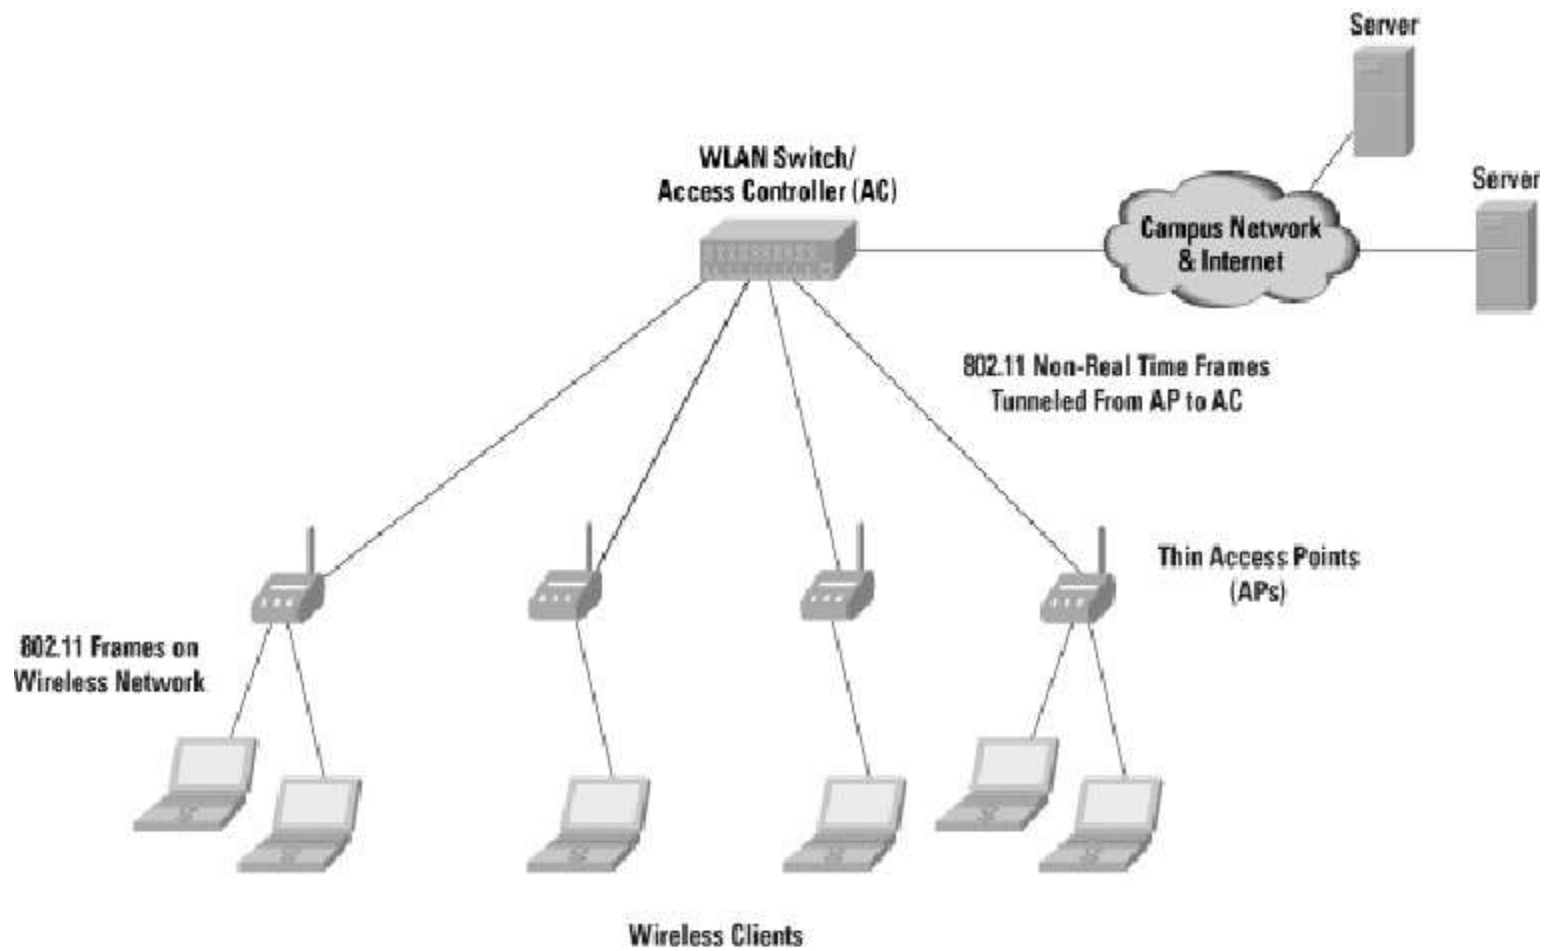 Server
WLAN Switch/
Access Controller (AC)
Server
Campus Network
& Internet
802.11 Non-Real Time Frames
Tunneled From AP to AC
Thin Access Points
(APs)
802.11 Frames on
Wireless Network
Wireless Clients